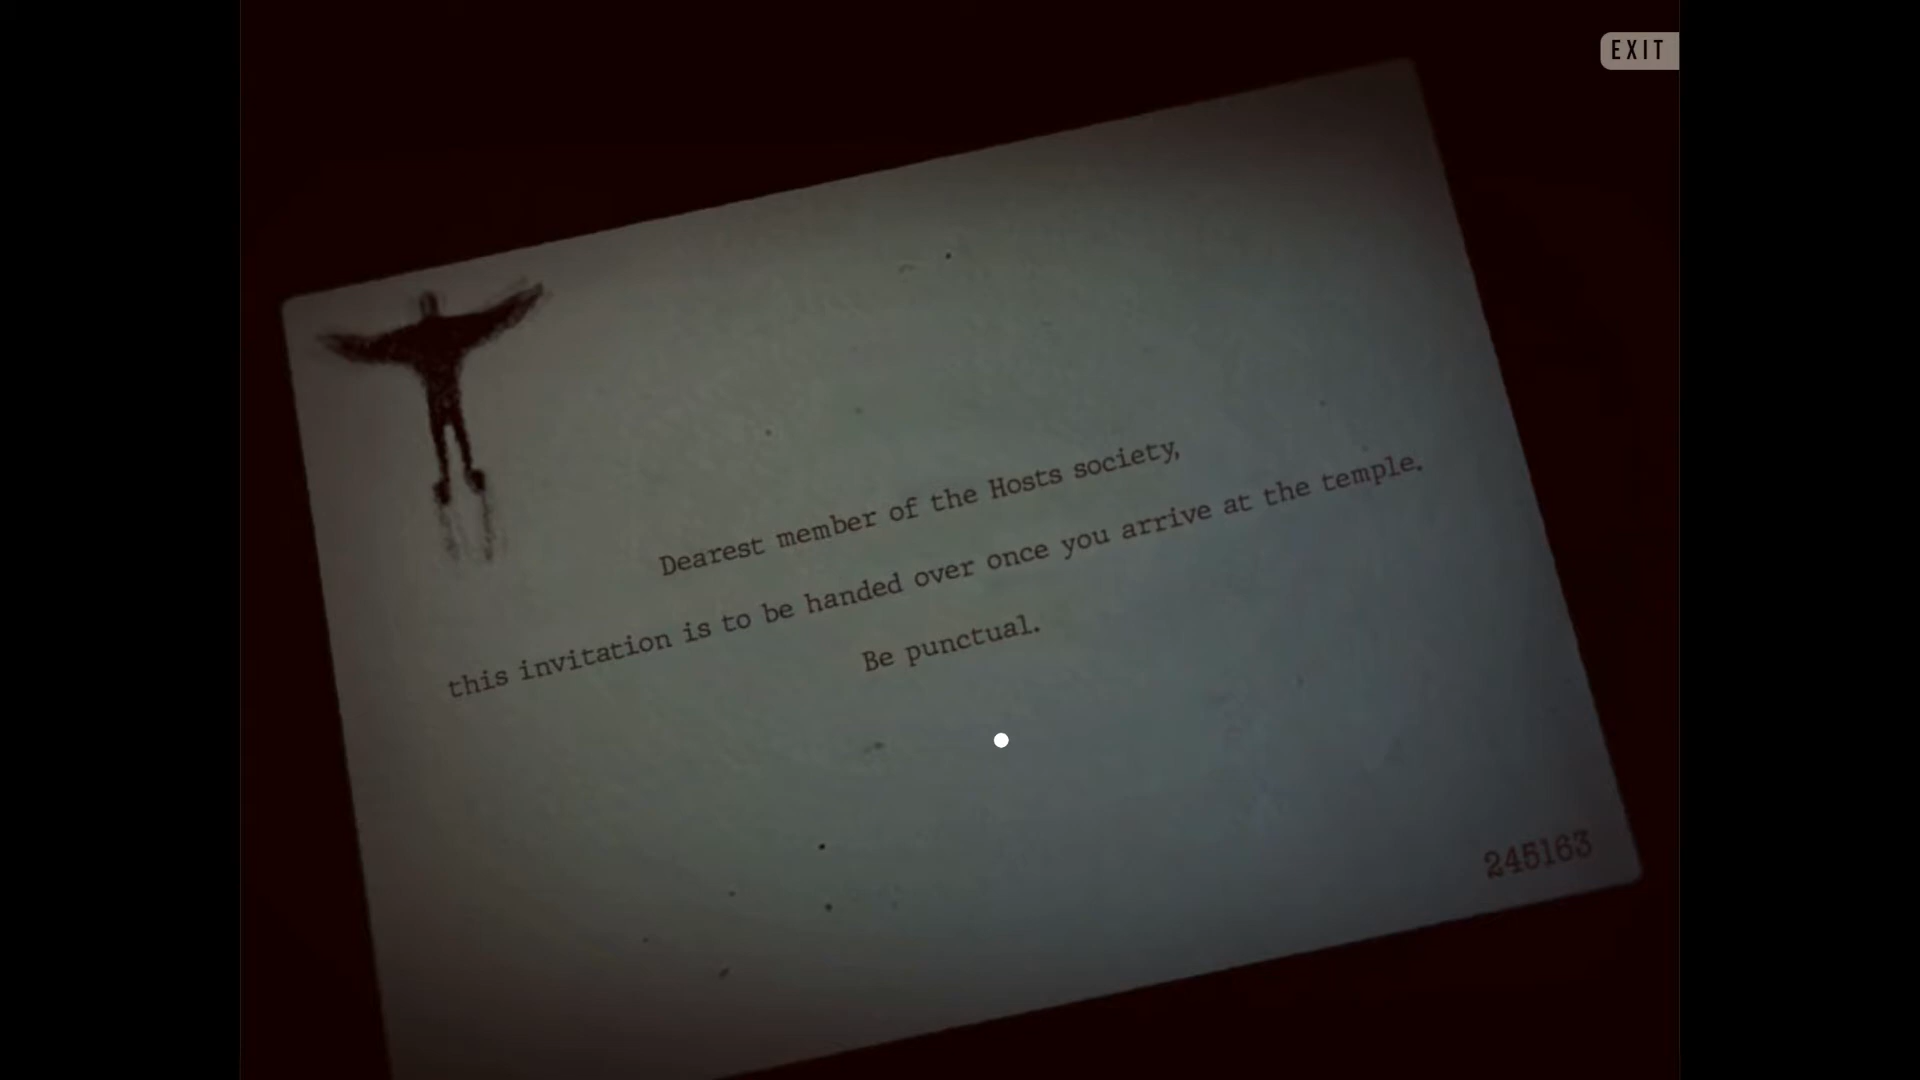 EXIT
Dearest member of the Hosts society,
this invitation is to be handed over once you arrive at the temple.
Be punctual.
245163